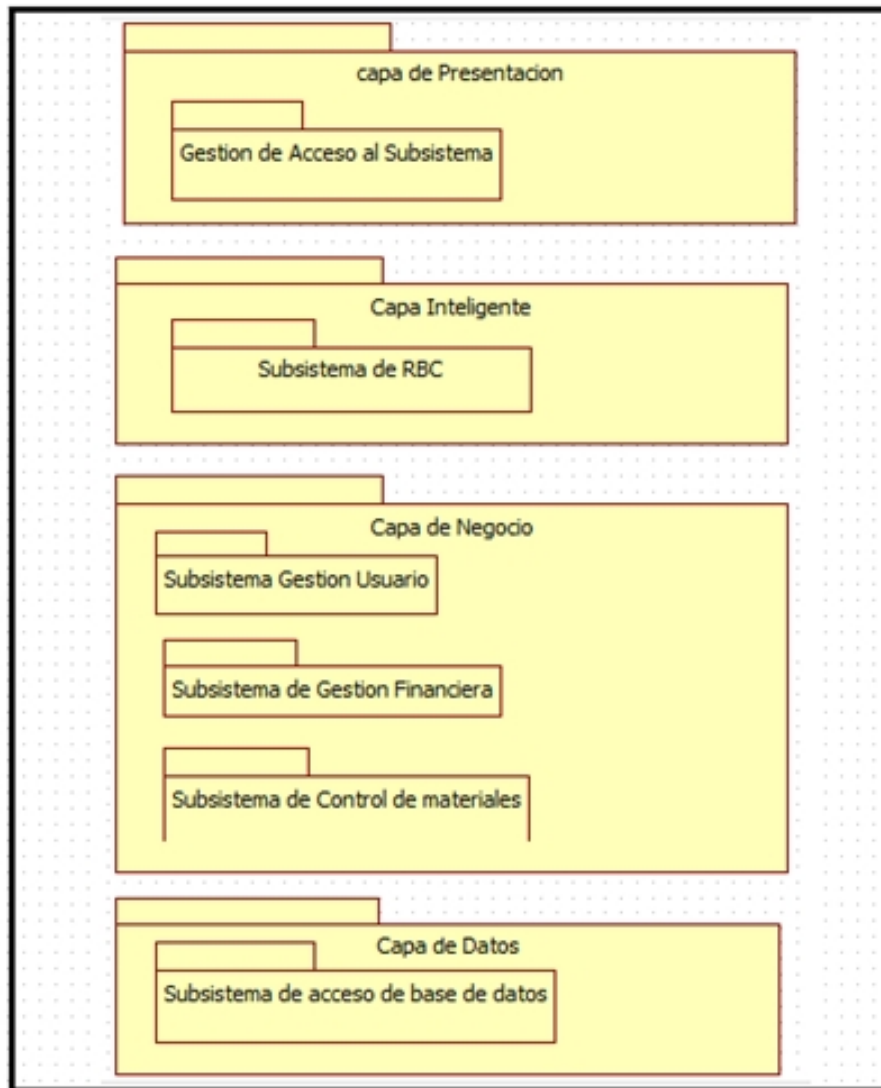 capa de Presentacion
Gestion de Acceso al Subsistema
Capa Inteligente
Subsistema de RBC
Capa de Negocio
Subsistema Gestion Usuario
Subsistema de Gestion Financiera
Subsistema de Control de materiales
Capa de Datos
Subsistema de acceso de base de datos